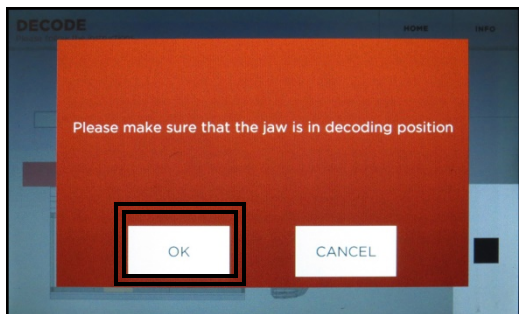 DECODE
HOME
INFO
Please make sure that the jaw is in decoding position
OK
CANCEL